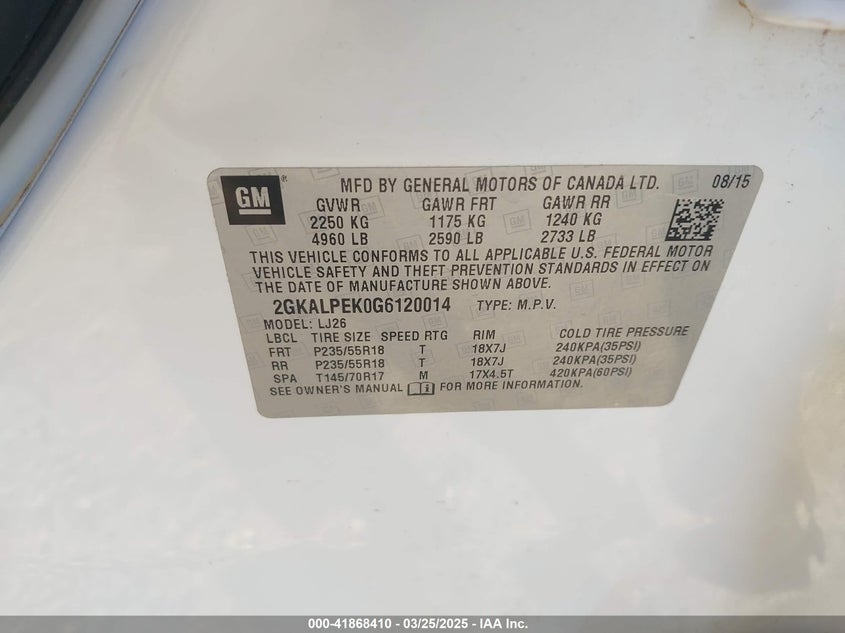 GM ® MFD BY GENERAL MOTORS OF CANADA LTD. 08/15
GVWR GAWR FRT GAWR RR
2250 KG 1175 KG 1240 KG
4960 LB 2590 LB 2733 LB
THIS VEHICLE CONFORMS TO ALL APPLICABLE U.S. FEDERAL MOTOR
VEHICLE SAFETY AND THEFT PREVENTION STANDARDS IN EFFECT ON
THE DATE OF MANUFACTURE SHOWN ABOVE.
2GKALPEK0G6120014 TYPE: M.P.V.
MODEL: LJ26
LBCL TIRE SIZE SPEED RTG RIM COLD TIRE PRESSURE
FRT P235/55R18 T 18X7J 240KPA(35PSI)
RR P235/55R18 T 18X7J 240KPA(35PSI)
SPA T145/70R17 M 17X4.5T 420KPA(60PSI)
SEE OWNER'S MANUAL FOR MORE INFORMATION.
000-41868410 - 03/25/2025 - IAA Inc.